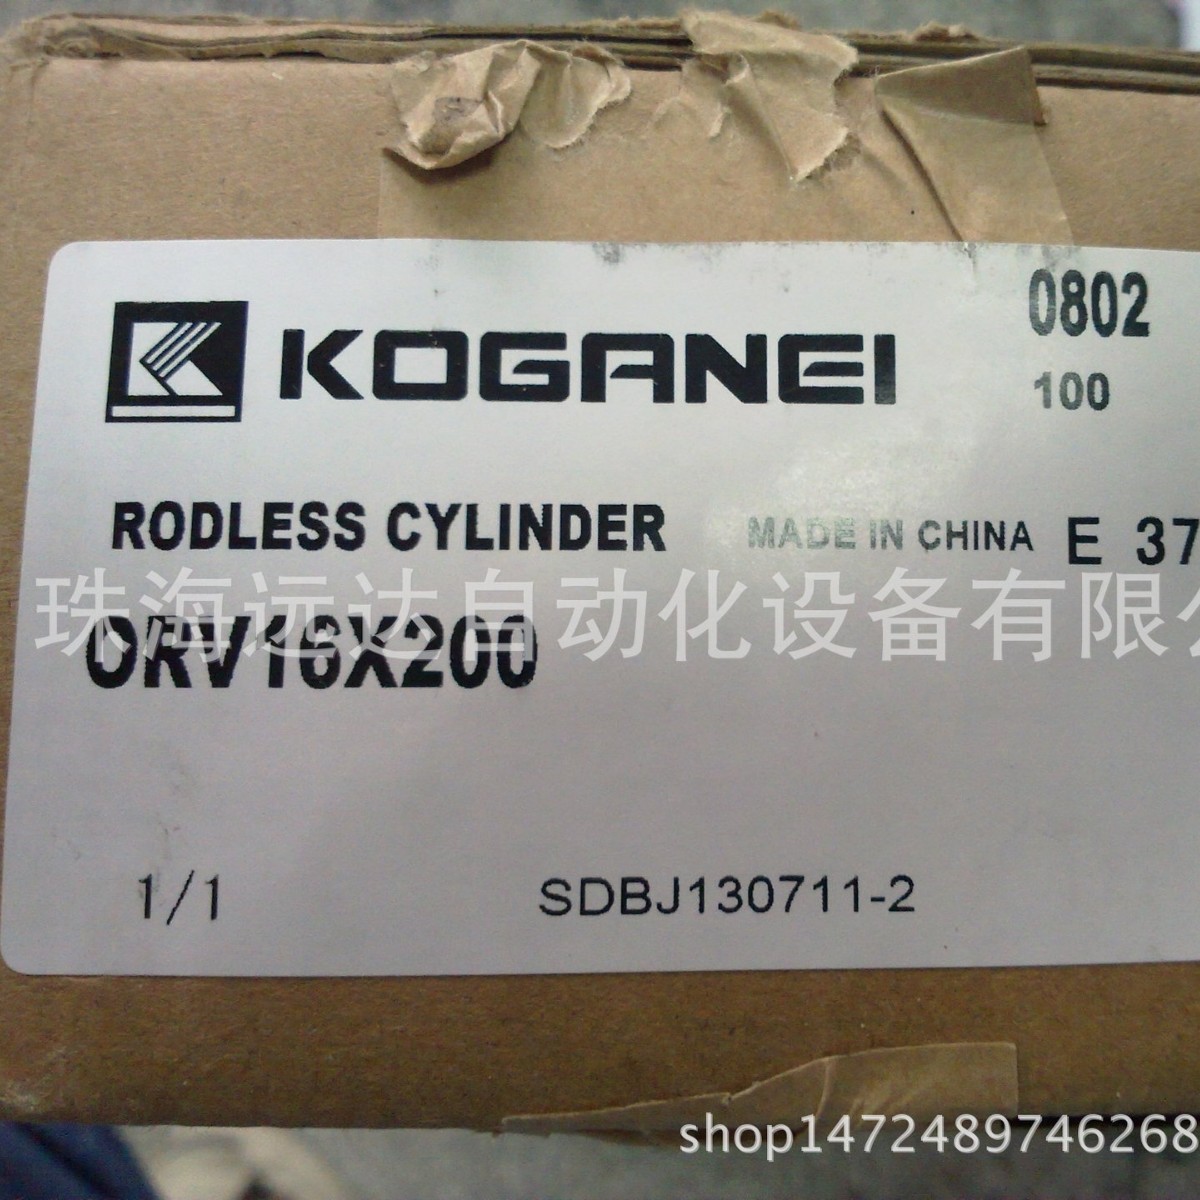 KOGANEI
0802
100
RODLESS CYLINDER MADE IN CHINA E 37
珠海远达自动化设备有限公
ORV16X200
1/1 SDBJ130711-2
shop1472489746268